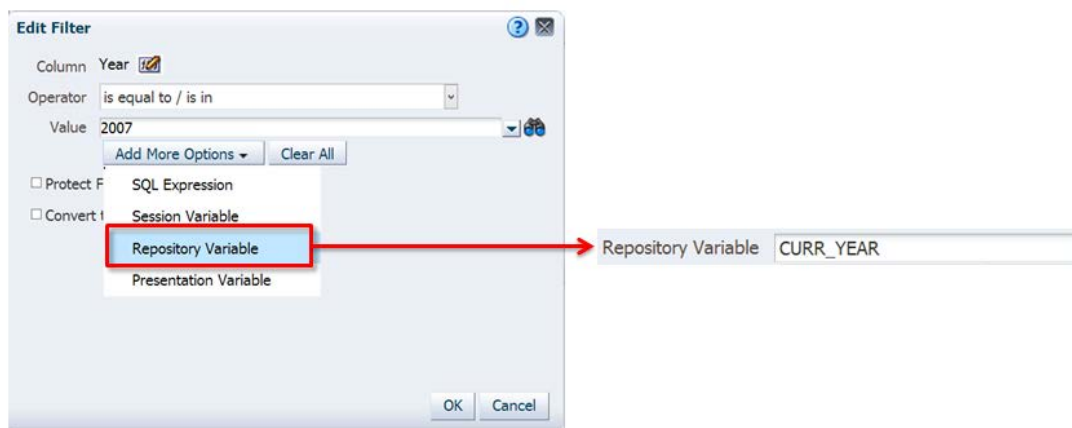 Edit Filter
Column Year
Operator is equal to / is in
Value 2007
Add More Options Clear All
Protect F
SQL Expression
Convert t
Session Variable
Repository Variable
Repository Variable CURR_YEAR
Presentation Variable
OK Cancel